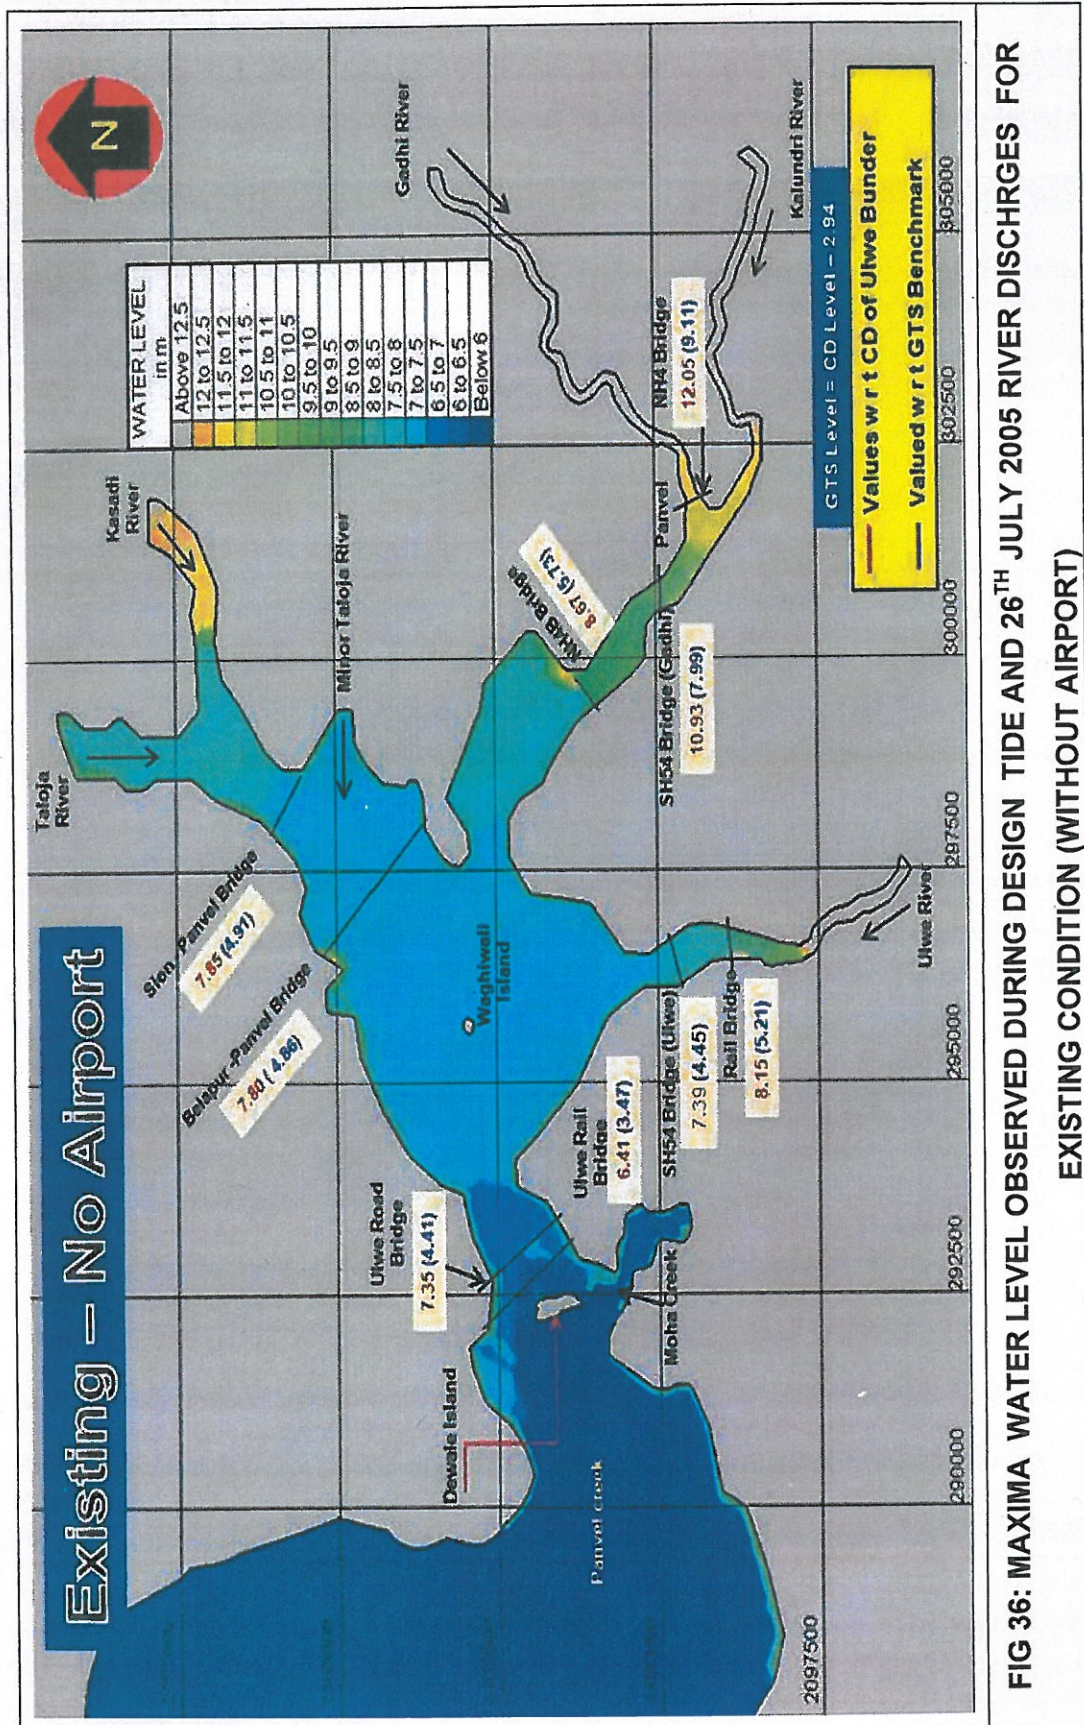 Existing – No Airport
N
WATER LEVEL
in m
Above 12.5
12 to 12.5
11.5 to 12
11 to 11.5
10.5 to 11
10 to 10.5
9.5 to 10
9 to 9.5
8.5 to 9
8 to 8.5
7.5 to 8
7 to 7.5
6.5 to 7
6 to 6.5
Below 6
Taloja
River
Kasadi
River
Gadhi River
Kalundri River
Minor Taloja River
Sion -Panvel Bridge
7.85 (4.91)
Belapur -Panvel Bridge
7.80 ( 4.86)
Waghiwali
Island
NH4B Bridge
8.67 (5.73)
Panvel
NH4 Bridge
12.05 (9.11)
SH54 Bridge (Gadhi)
10.93 (7.99)
Ulwe Road
Bridge
7.35 (4.41)
Ulwe Rail
Bridge
6.41 (3.47)
SH54 Bridge (Ulwe)
7.39 (4.45)
Rail Bridge
8.15 (5.21)
Ulwe River
Dewale Island
Moha Creek
Panvel creek
GTS Level = CD Level – 2.94
Values w r t CD of Ulwe Bunder
Valued w r t GTS Benchmark
2097500
290000
292500
295000
297500
300000
302500
305000
FIG 36: MAXIMA WATER LEVEL OBSERVED DURING DESIGN TIDE AND 26TH JULY 2005 RIVER DISCHRGES FOR
EXISTING CONDITION (WITHOUT AIRPORT)